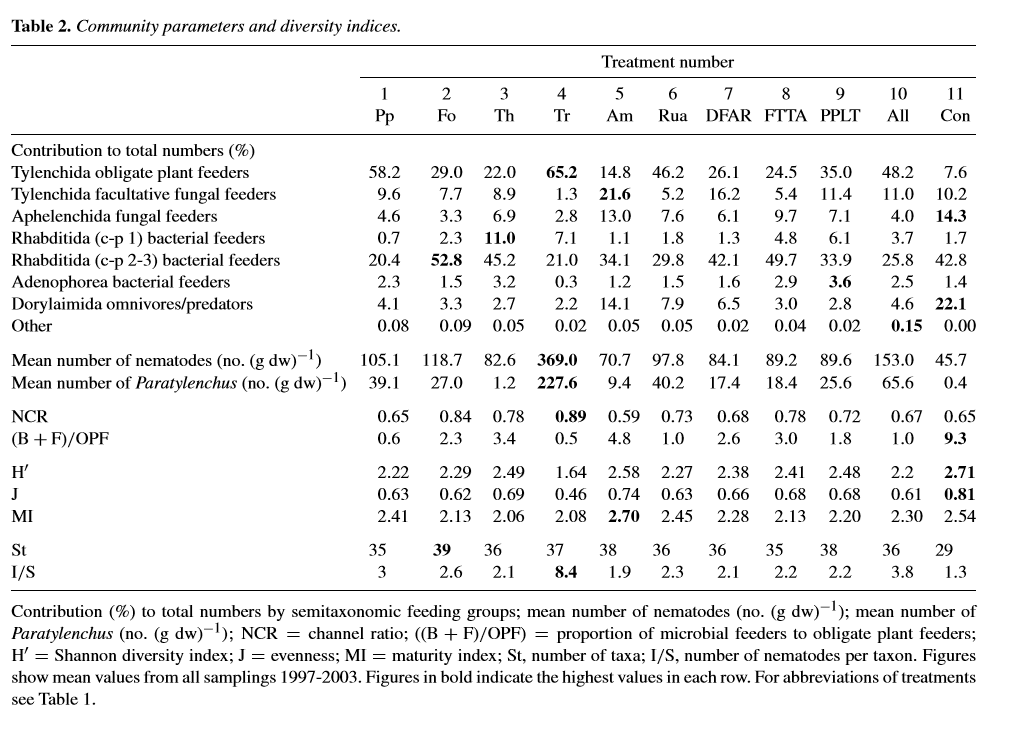 Table 2. Community parameters and diversity indices.
Treatment number
1 2 3 4 5 6 7 8 9 10 11
Pp Fo Th Tr Am Rua DFAR FTTA PPLT All Con
Contribution to total numbers (%)
Tylenchida obligate plant feeders 58.2 29.0 22.0 65.2 14.8 46.2 26.1 24.5 35.0 48.2 7.6
Tylenchida facultative fungal feeders 9.6 7.7 8.9 1.3 21.6 5.2 16.2 5.4 11.4 11.0 10.2
Aphelenchida fungal feeders 4.6 3.3 6.9 2.8 13.0 7.6 6.1 9.7 7.1 4.0 14.3
Rhabditida (c-p 1) bacterial feeders 0.7 2.3 11.0 7.1 1.1 1.8 1.3 4.8 6.1 3.7 1.7
Rhabditida (c-p 2-3) bacterial feeders 20.4 52.8 45.2 21.0 34.1 29.8 42.1 49.7 33.9 25.8 42.8
Adenophorea bacterial feeders 2.3 1.5 3.2 0.3 1.2 1.5 1.6 2.9 3.6 2.5 1.4
Dorylaimida omnivores/predators 4.1 3.3 2.7 2.2 14.1 7.9 6.5 3.0 2.8 4.6 22.1
Other 0.08 0.09 0.05 0.02 0.05 0.05 0.02 0.04 0.02 0.15 0.00
Mean number of nematodes (no. (g dw)⁻¹) 105.1 118.7 82.6 369.0 70.7 97.8 84.1 89.2 89.6 153.0 45.7
Mean number of Paratylenchus (no. (g dw)⁻¹) 39.1 27.0 1.2 227.6 9.4 40.2 17.4 18.4 25.6 65.6 0.4
NCR 0.65 0.84 0.78 0.89 0.59 0.73 0.68 0.78 0.72 0.67 0.65
(B + F)/OPF 0.6 2.3 3.4 0.5 4.8 1.0 2.6 3.0 1.8 1.0 9.3
H′ 2.22 2.29 2.49 1.64 2.58 2.27 2.38 2.41 2.48 2.2 2.71
J 0.63 0.62 0.69 0.46 0.74 0.63 0.66 0.68 0.68 0.61 0.81
MI 2.41 2.13 2.06 2.08 2.70 2.45 2.28 2.13 2.20 2.30 2.54
St 35 39 36 37 38 36 36 35 38 36 29
I/S 3 2.6 2.1 8.4 1.9 2.3 2.1 2.2 2.2 3.8 1.3
Contribution (%) to total numbers by semitaxonomic feeding groups; mean number of nematodes (no. (g dw)⁻¹); mean number of
Paratylenchus (no. (g dw)⁻¹); NCR = channel ratio; ((B + F)/OPF) = proportion of microbial feeders to obligate plant feeders;
H′ = Shannon diversity index; J = evenness; MI = maturity index; St, number of taxa; I/S, number of nematodes per taxon. Figures
show mean values from all samplings 1997-2003. Figures in bold indicate the highest values in each row. For abbreviations of treatments
see Table 1.